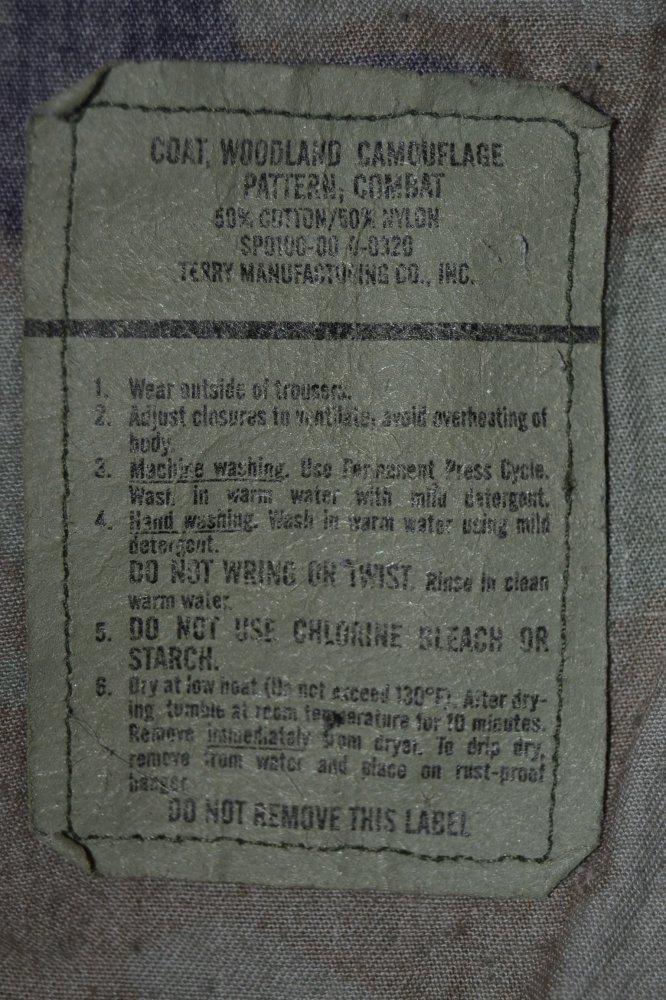 COAT, WOODLAND CAMOUFLAGE
PATTERN, COMBAT
50% COTTON/50% NYLON
SP0100-00
TERRY MANUFACTURING CO., INC.
1. Wear outside of trousers.
2. Adjust closures to ventilate, avoid overheating of
body.
3. Machine washing. Use Permanent Press Cycle.
Wash in warm water with mild detergent.
4. Hand washing. Wash in warm water using mild
detergent.
DO NOT WRING OR TWIST. Rinse in clean
warm water.
5. DO NOT USE CHLORINE BLEACH OR
STARCH.
6. Dry at low heat (Do not exceed 130°F). After dry-
ing, tumble at room temperature for 10 minutes.
Remove immediately from dryer. To drip dry,
remove from water and place on rust-proof
hanger
DO NOT REMOVE THIS LABEL